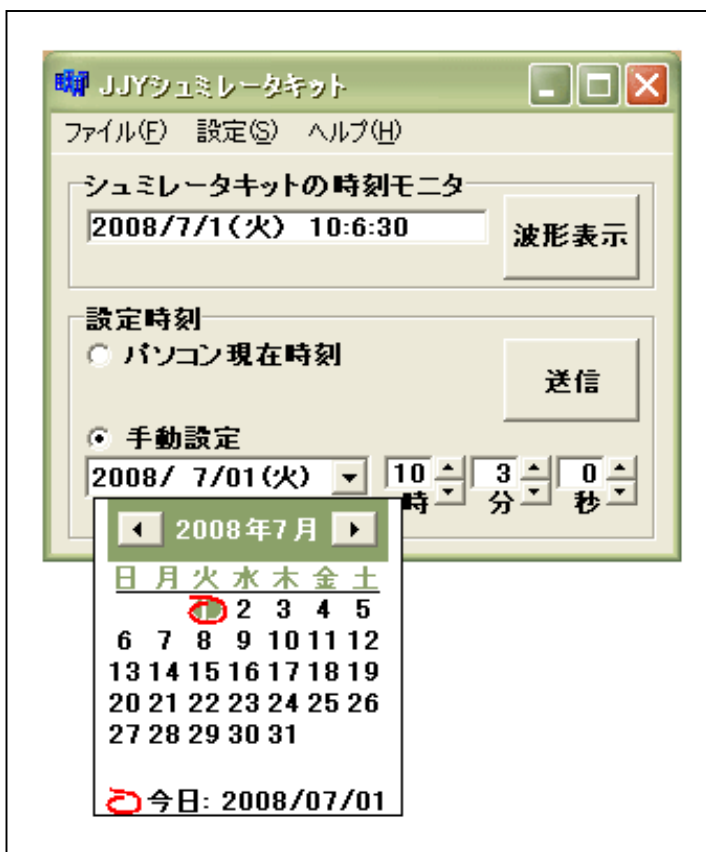 JJYシュミレータキット
ファイル(F) 設定(S) ヘルプ(H)
シュミレータキットの時刻モニタ
2008/7/1(火) 10:6:30
波形表示
設定時刻
パソコン現在時刻
送信
手動設定
2008/ 7/01(火) 10 3 0
時 分 秒
2008年7月
日 月 火 水 木 金 土
1 2 3 4 5
6 7 8 9 10 11 12
13 14 15 16 17 18 19
20 21 22 23 24 25 26
27 28 29 30 31
今日: 2008/07/01